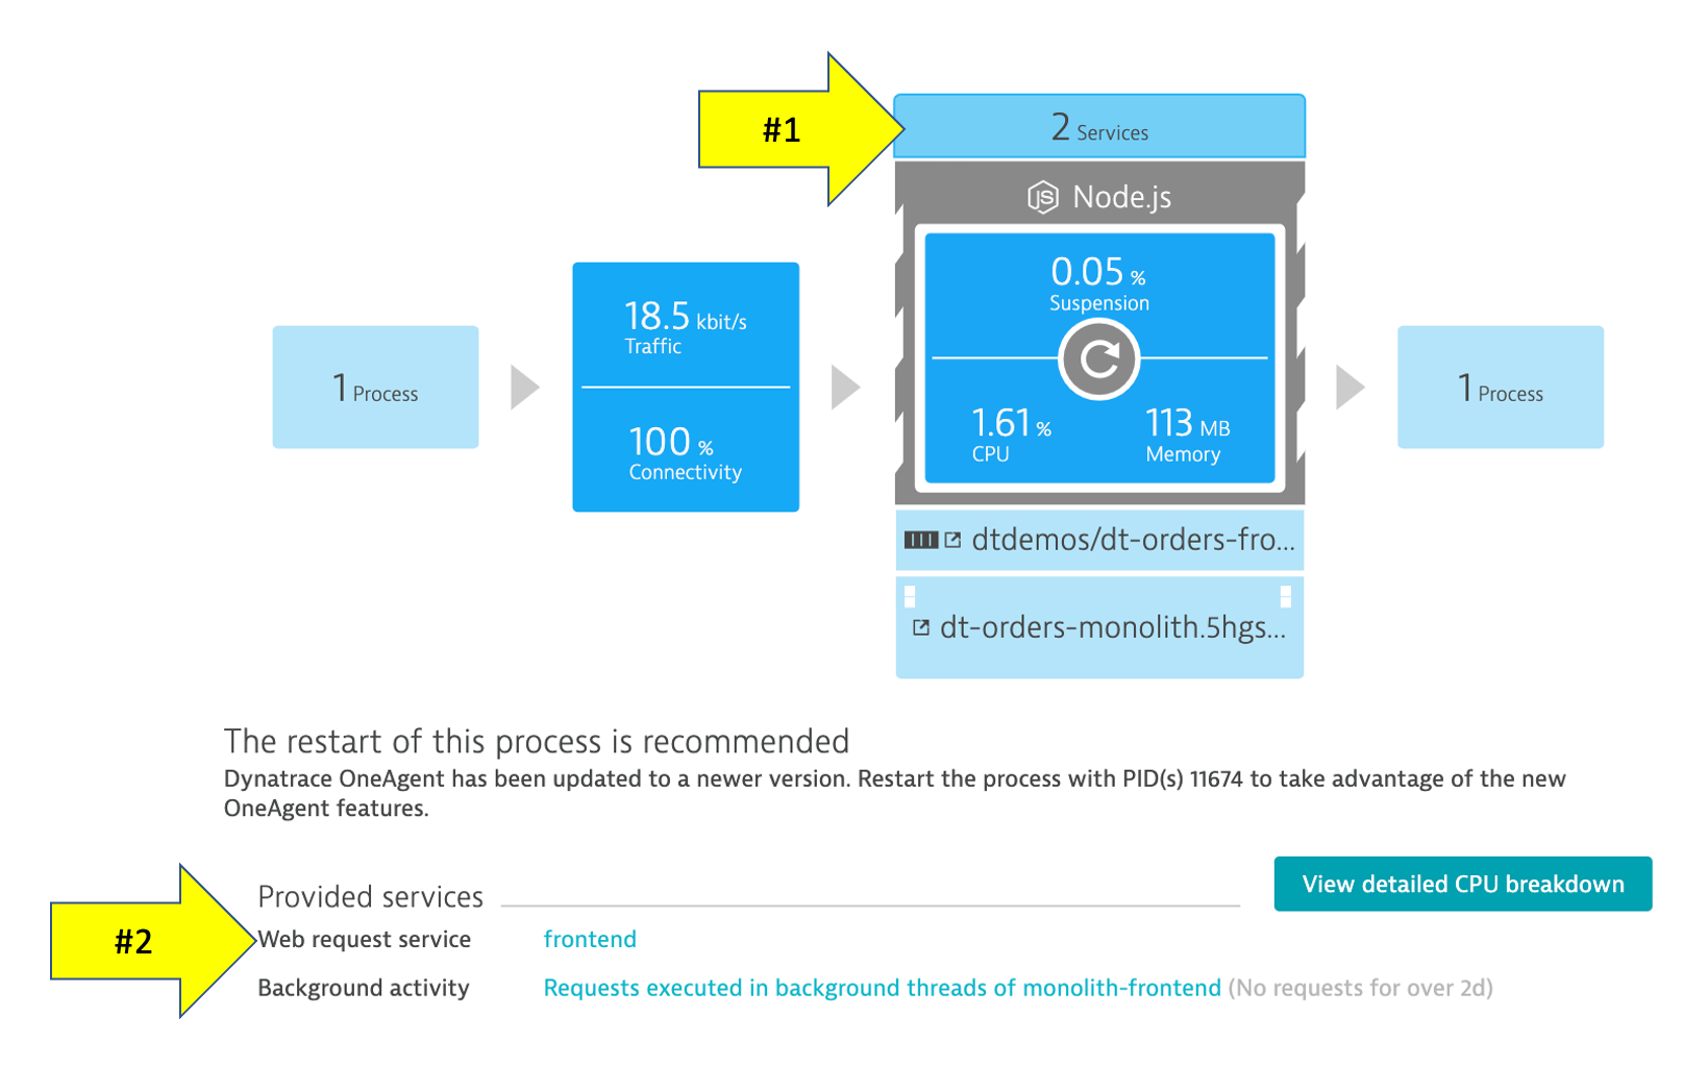 #1
2 Services
JS Node.js
0.05 %
Suspension
18.5 kbit/s
Traffic
1 Process
1 Process
1.61 %
CPU
113 MB
Memory
100 %
Connectivity
dtdemos/dt-orders-fro...
dt-orders-monolith.5hgs...
The restart of this process is recommended
Dynatrace OneAgent has been updated to a newer version. Restart the process with PID(s) 11674 to take advantage of the new
OneAgent features.
View detailed CPU breakdown
Provided services
#2
Web request service frontend
Background activity Requests executed in background threads of monolith-frontend (No requests for over 2d)